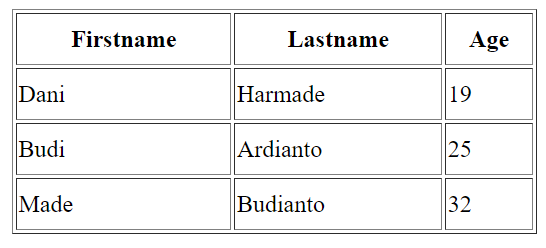 Firstname Lastname Age
Dani Harmade 19
Budi Ardianto 25
Made Budianto 32